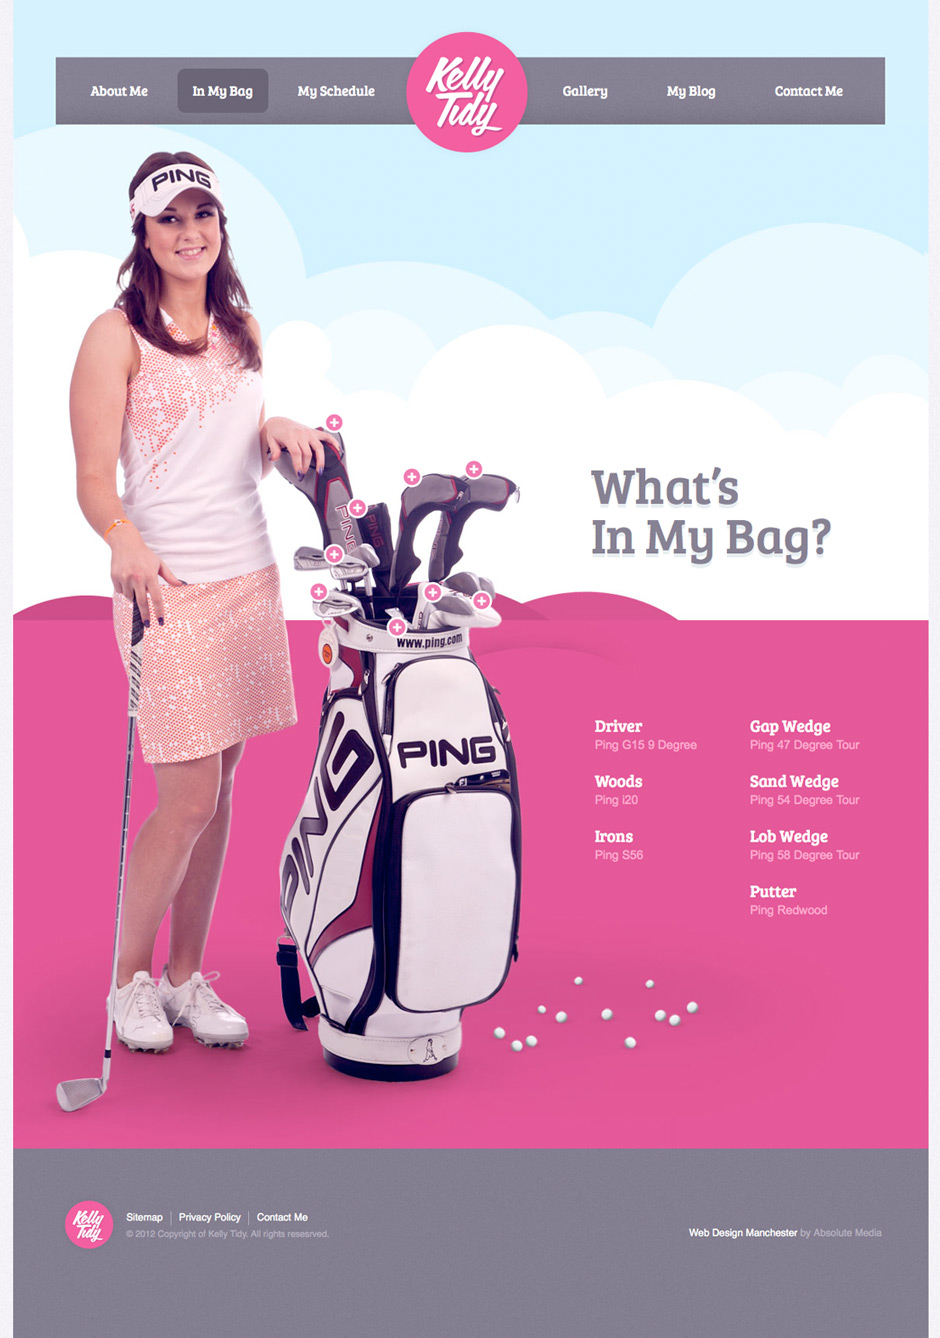 About Me
In My Bag
My Schedule
Kelly
Tidy
Gallery
My Blog
Contact Me
PING
What's
In My Bag?
PING
PING
www.ping.com
PING
PING
Driver
Ping G15 9 Degree
Woods
Ping i20
Irons
Ping S56
Gap Wedge
Ping 47 Degree Tour
Sand Wedge
Ping 54 Degree Tour
Lob Wedge
Ping 58 Degree Tour
Putter
Ping Redwood
Kelly
Tidy
Sitemap
Privacy Policy
Contact Me
© 2012 Copyright of Kelly Tidy. All rights resesrved.
Web Design Manchester by Absolute Media